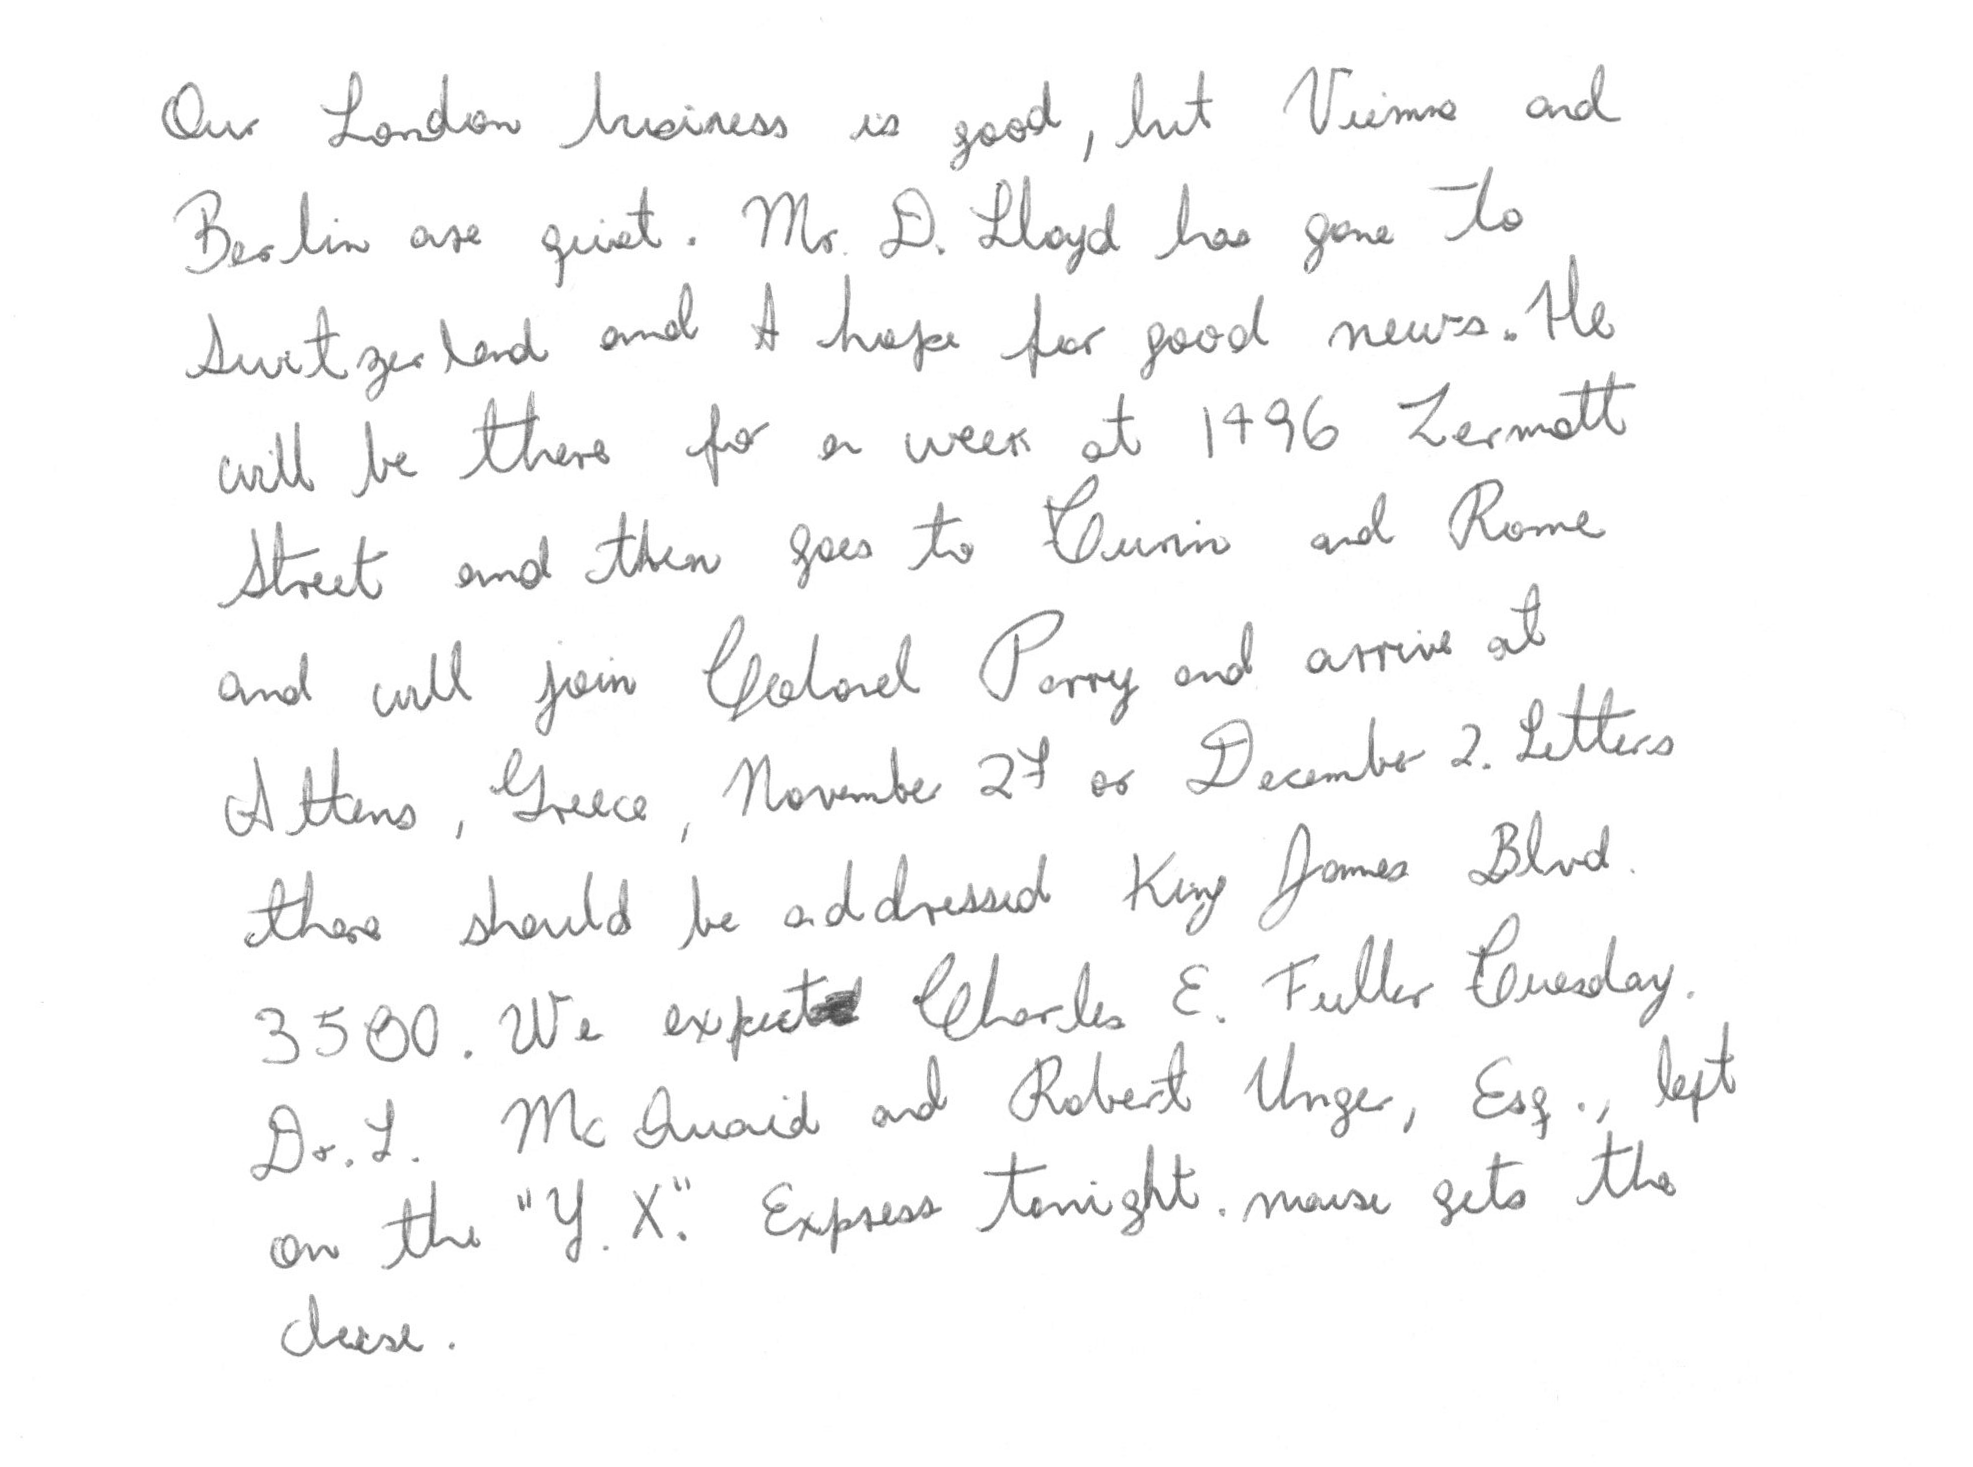 Our London business is good, but Vienna and
Berlin are quiet. Mr. D. Lloyd has gone to
Switzerland and I hope for good news. He
will be there for a week at 1496 Zermatt
Street and then goes to Turin and Rome
and will join Colonel Parry and arrive at
Athens, Greece, November 27 or December 2. Letters
there should be addressed King James Blvd.
3580. We expect Charles E. Fuller Tuesday.
Dr. L. McQuaid and Robert Unger, Esq., left
on the "Y. X." Express tonight. mouse gets the
cheese.